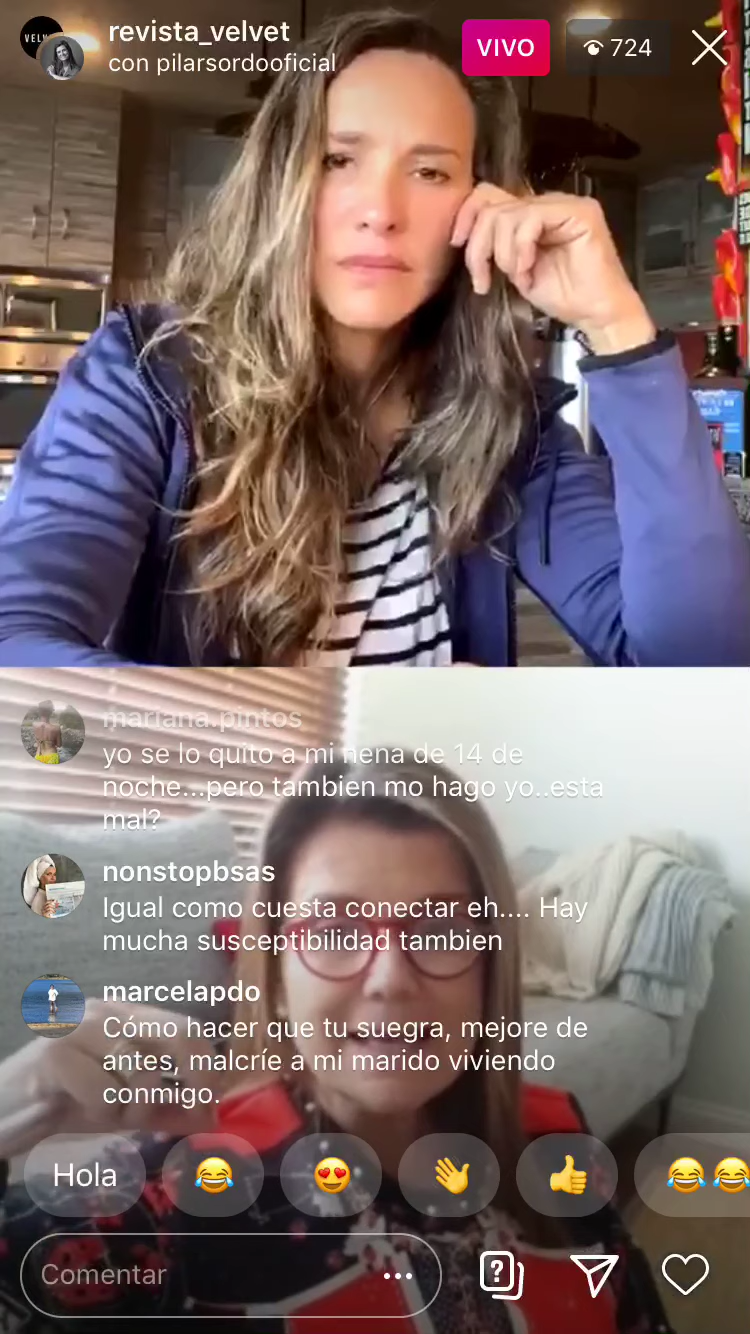 VELV
revista_velvet
con pilarsordooficial
VIVO
724
mariana.pintos
yo se lo quito a mi nena de 14 de
noche...pero tambien mo hago yo..esta
mal?
nonstopbsas
Igual como cuesta conectar eh.... Hay
mucha susceptibilidad tambien
marcelapdo
Cómo hacer que tu suegra, mejore de
antes, malcríe a mi marido viviendo
conmigo.
Hola
Comentar